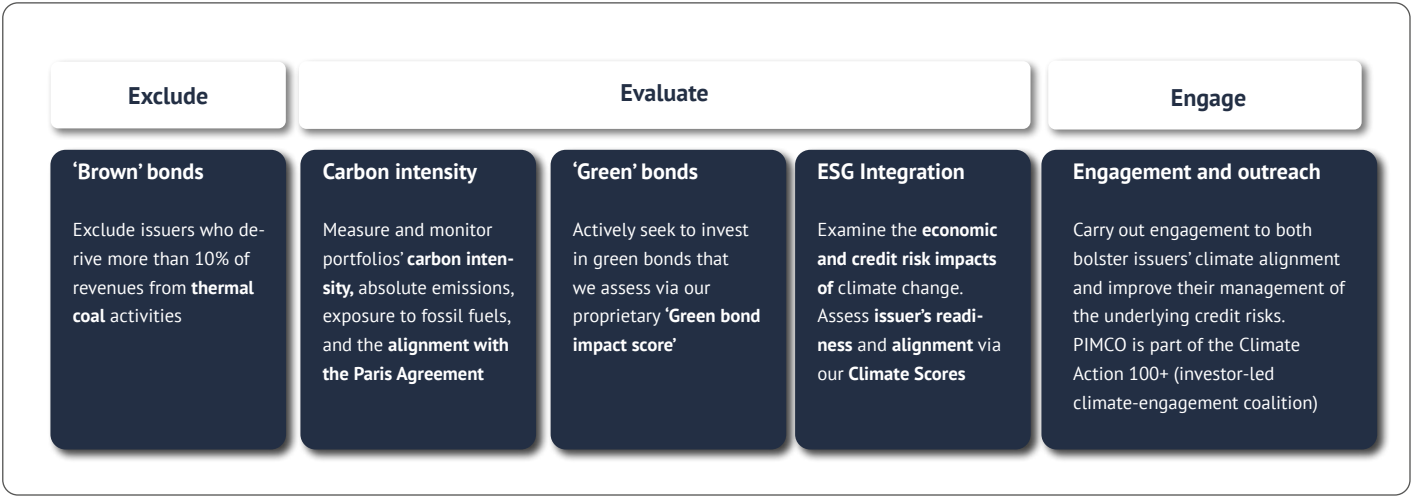 Exclude
Evaluate
Engage
‘Brown’ bonds
Exclude issuers who de-
rive more than 10% of
revenues from thermal
coal activities
Carbon intensity
Measure and monitor
portfolios’ carbon inten-
sity, absolute emissions,
exposure to fossil fuels,
and the alignment with
the Paris Agreement
‘Green’ bonds
Actively seek to invest
in green bonds that
we assess via our
proprietary ‘Green bond
impact score’
ESG Integration
Examine the economic
and credit risk impacts
of climate change.
Assess issuer’s readi-
ness and alignment via
our Climate Scores
Engagement and outreach
Carry out engagement to both
bolster issuers’ climate alignment
and improve their management of
the underlying credit risks.
PIMCO is part of the Climate
Action 100+ (investor-led
climate-engagement coalition)